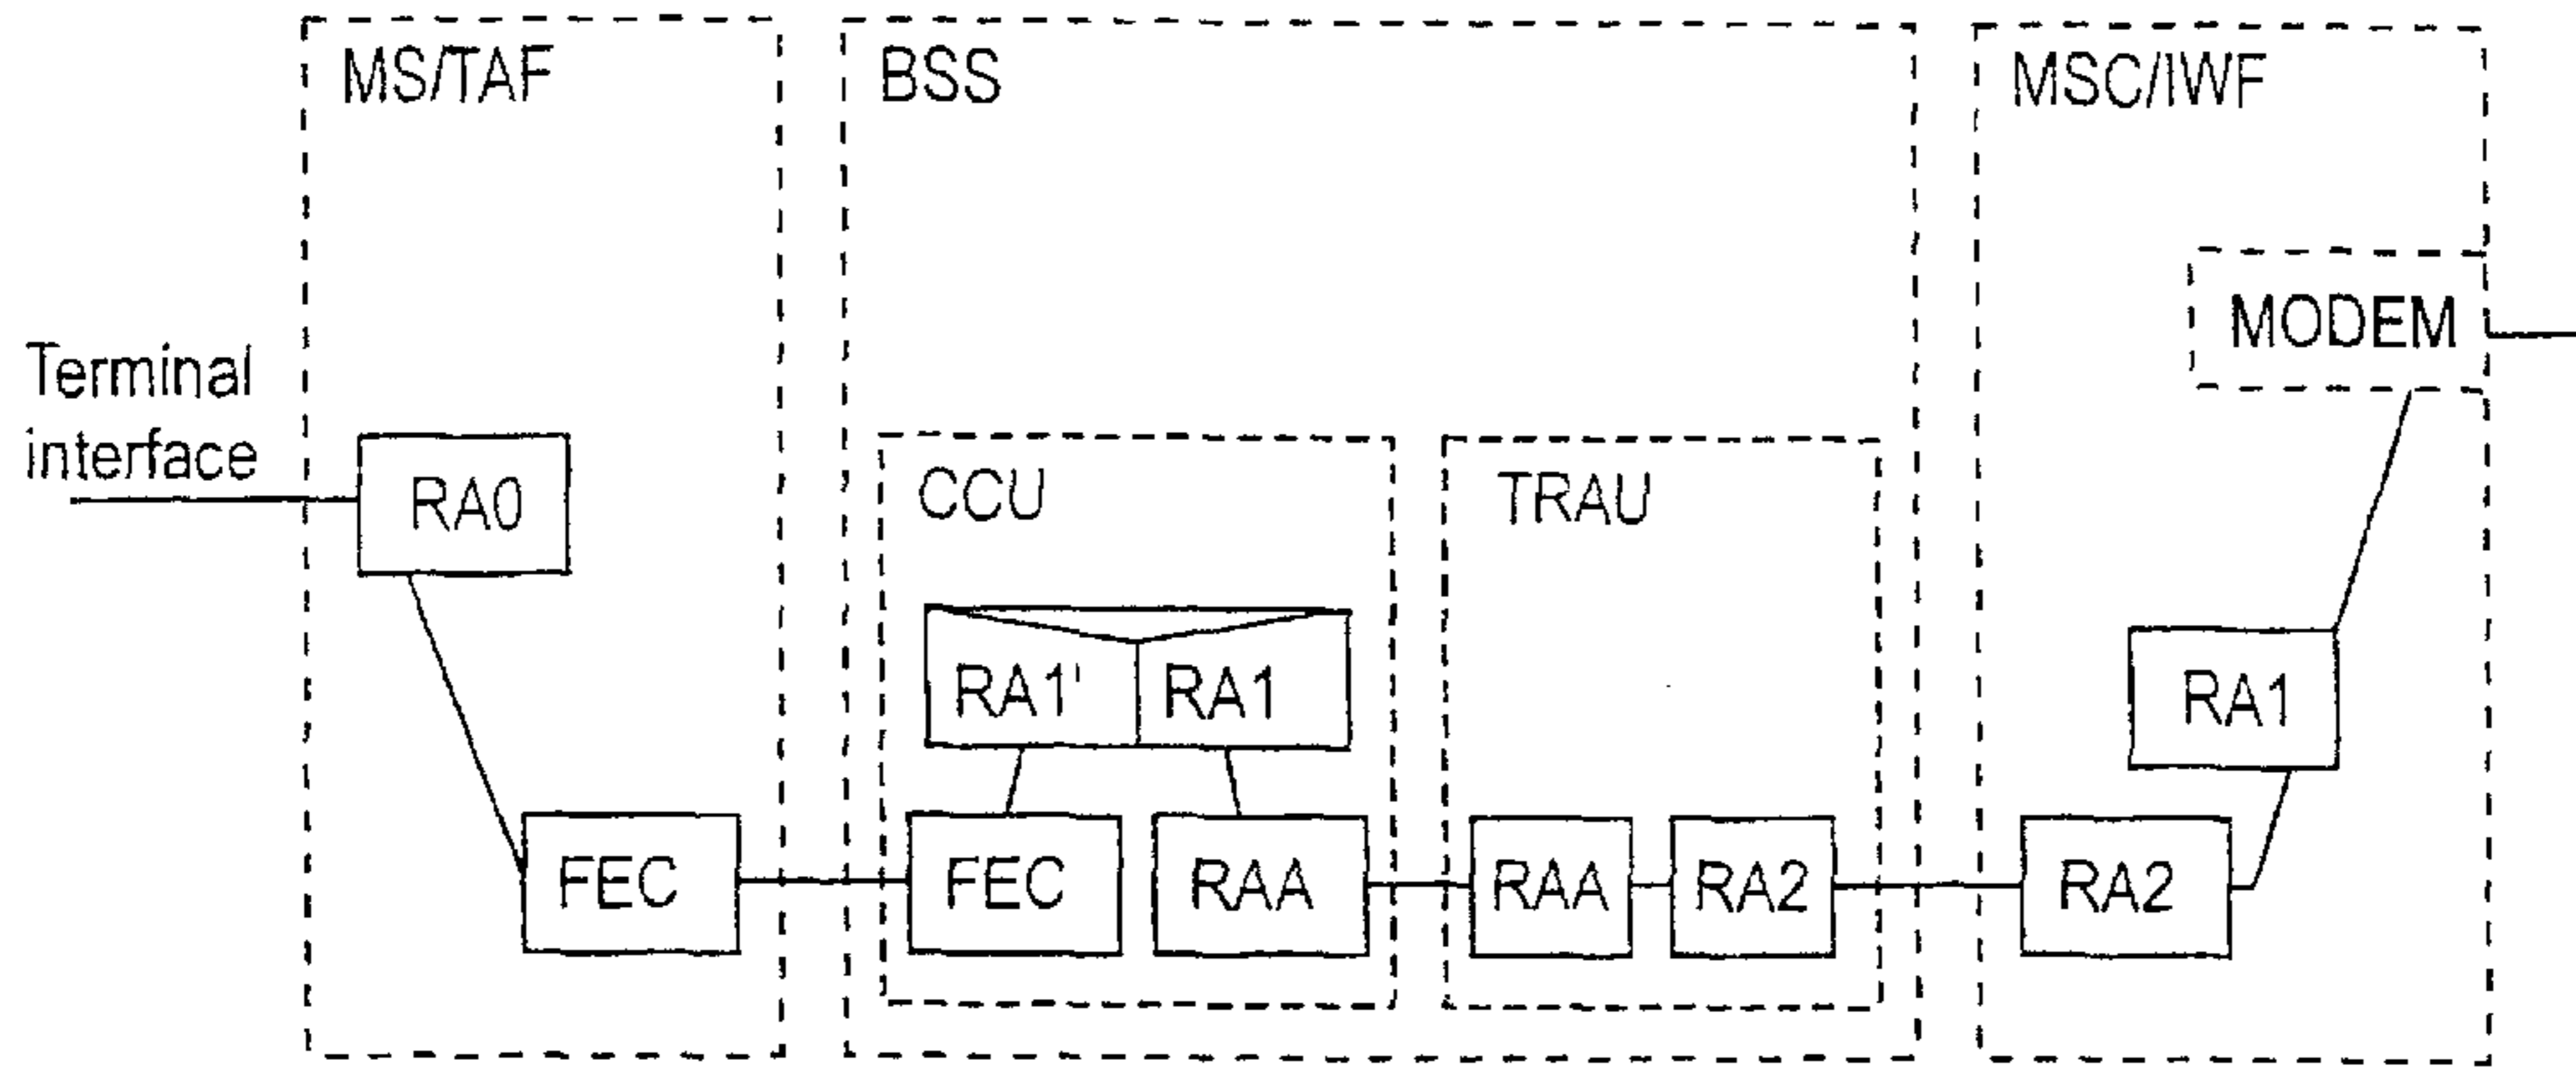 MS/TAF
BSS
MSC/IWF
MODEM
Terminal
interface
RA0
CCU
TRAU
RA1'
RA1
RA1
FEC
FEC
RAA
RAA
RA2
RA2